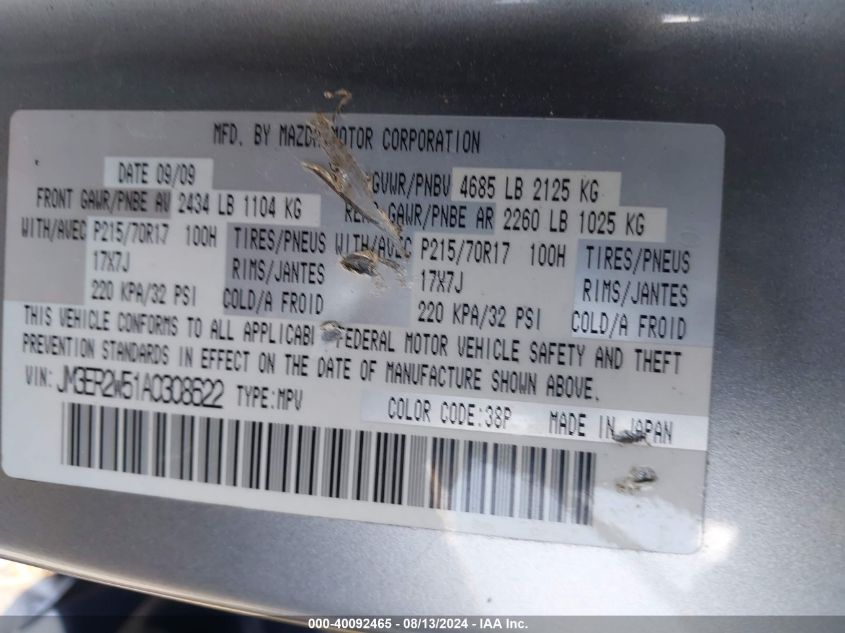 MFD. BY MAZDA MOTOR CORPORATION
DATE 09/09 GVWR/PNBV 4685 LB 2125 KG
FRONT GAWR/PNBE AV 2434 LB 1104 KG REAR GAWR/PNBE AR 2260 LB 1025 KG
WITH/AVEC P215/70R17 100H TIRES/PNEUS WITH/AVEC P215/70R17 100H TIRES/PNEUS
17X7J RIMS/JANTES 17X7J RIMS/JANTES
220 KPA/32 PSI COLD/A FROID 220 KPA/32 PSI COLD/A FROID
THIS VEHICLE CONFORMS TO ALL APPLICABLE FEDERAL MOTOR VEHICLE SAFETY AND THEFT
PREVENTION STANDARDS IN EFFECT ON THE DATE OF MANUFACTURE SHOWN ABOVE.
VIN: JM3ER2W51A0308622 TYPE:MPV
COLOR CODE:38P MADE IN JAPAN
000-40092465 - 08/13/2024 - IAA Inc.